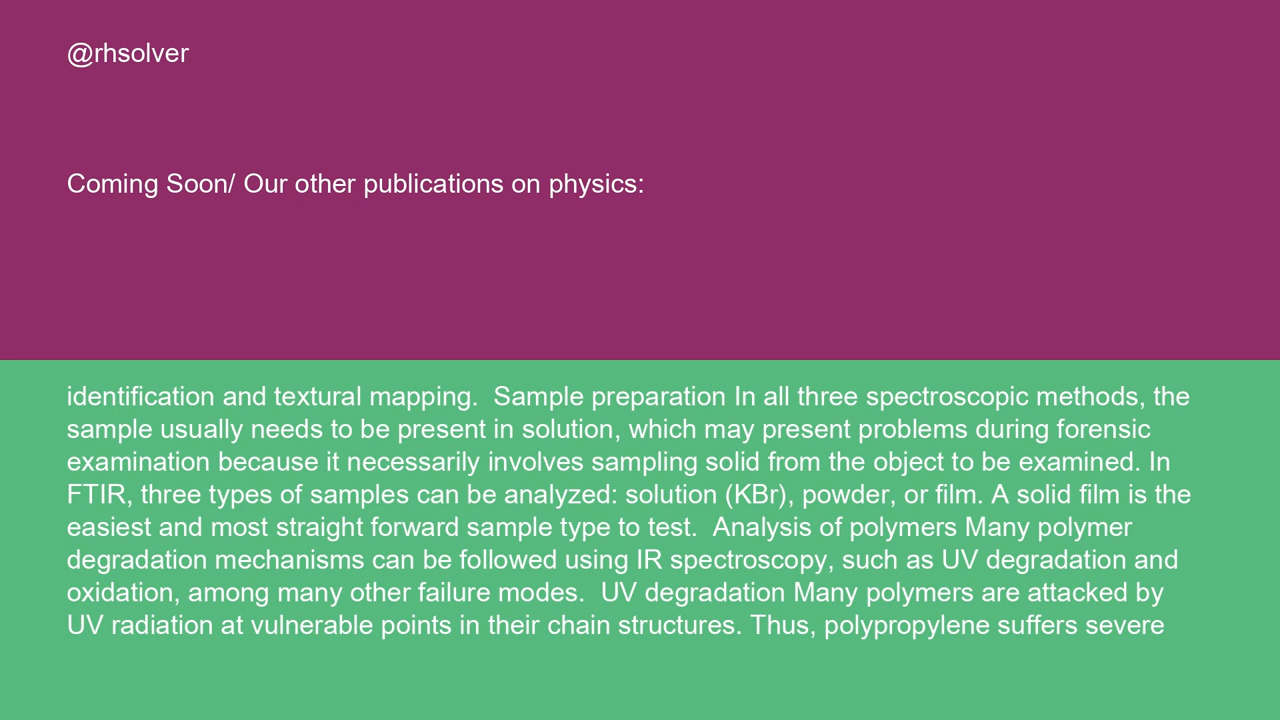 @rhsolver
Coming Soon/ Our other publications on physics:
identification and textural mapping.  Sample preparation In all three spectroscopic methods, the
sample usually needs to be present in solution, which may present problems during forensic
examination because it necessarily involves sampling solid from the object to be examined. In
FTIR, three types of samples can be analyzed: solution (KBr), powder, or film. A solid film is the
easiest and most straight forward sample type to test.  Analysis of polymers Many polymer
degradation mechanisms can be followed using IR spectroscopy, such as UV degradation and
oxidation, among many other failure modes.  UV degradation Many polymers are attacked by
UV radiation at vulnerable points in their chain structures. Thus, polypropylene suffers severe